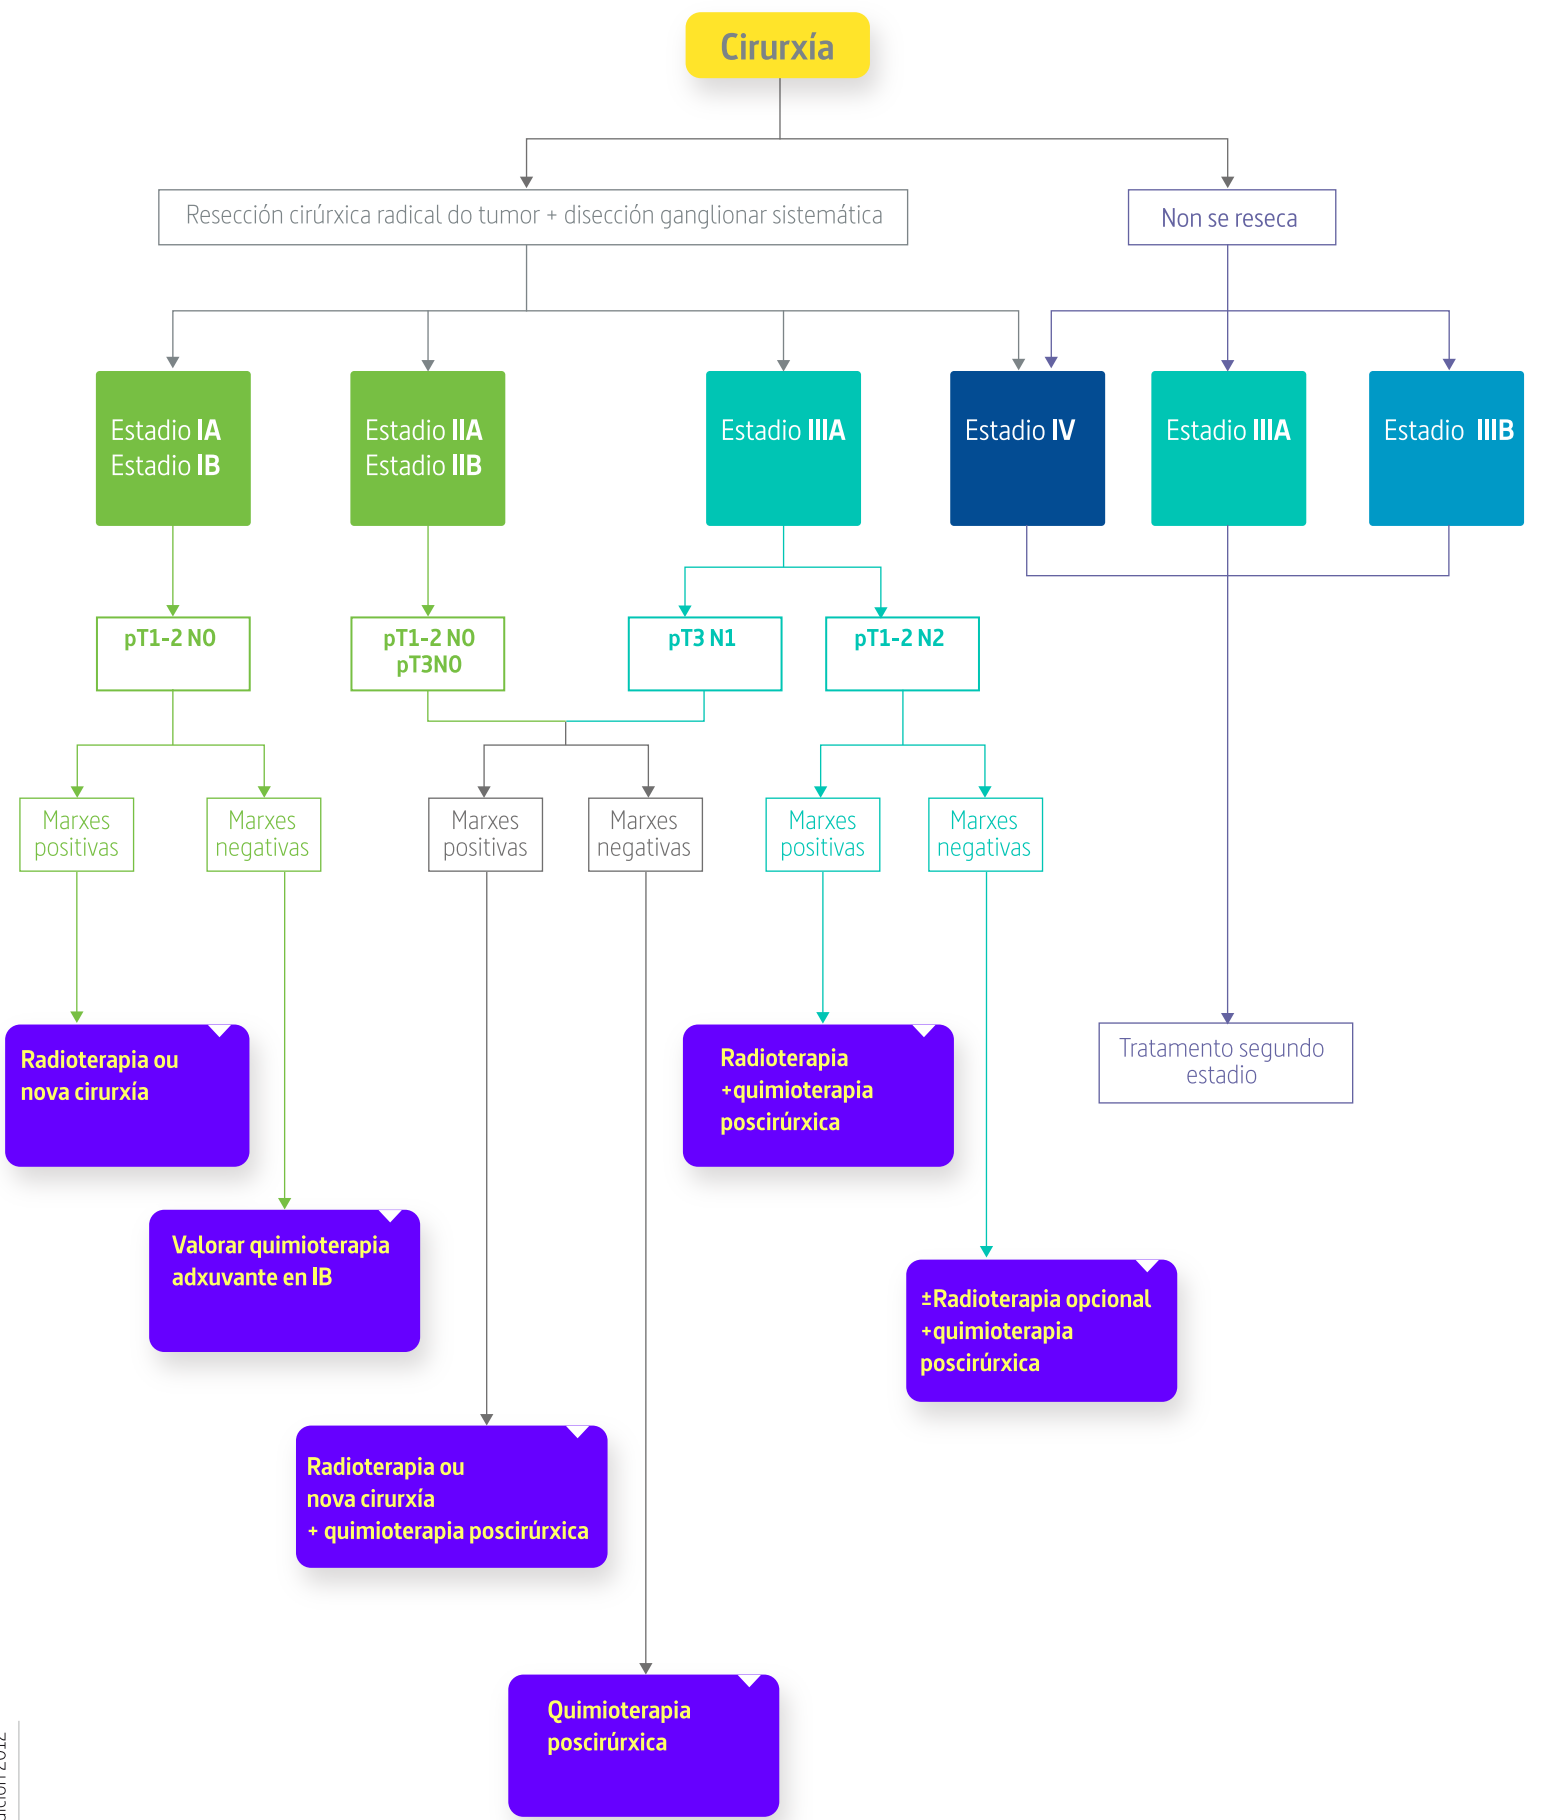 Cirurxía
Resección cirúrxica radical do tumor + disección ganglionar sistemática
Non se reseca
Estadio IA
Estadio IB
Estadio IIA
Estadio IIB
Estadio IIIA
Estadio IV
Estadio IIIA
Estadio IIIB
pT1-2 N0
pT1-2 N0
pT3N0
pT3 N1
pT1-2 N2
Marxes
positivas
Marxes
negativas
Marxes
positivas
Marxes
negativas
Marxes
positivas
Marxes
negativas
Radioterapia ou
nova cirurxía
Radioterapia
+quimioterapia
poscirúrxica
Tratamento segundo
estadio
Valorar quimioterapia
adxuvante en IB
±Radioterapia opcional
+quimioterapia
poscirúrxica
Radioterapia ou
nova cirurxía
+ quimioterapia poscirúrxica
Quimioterapia
poscirúrxica
2012